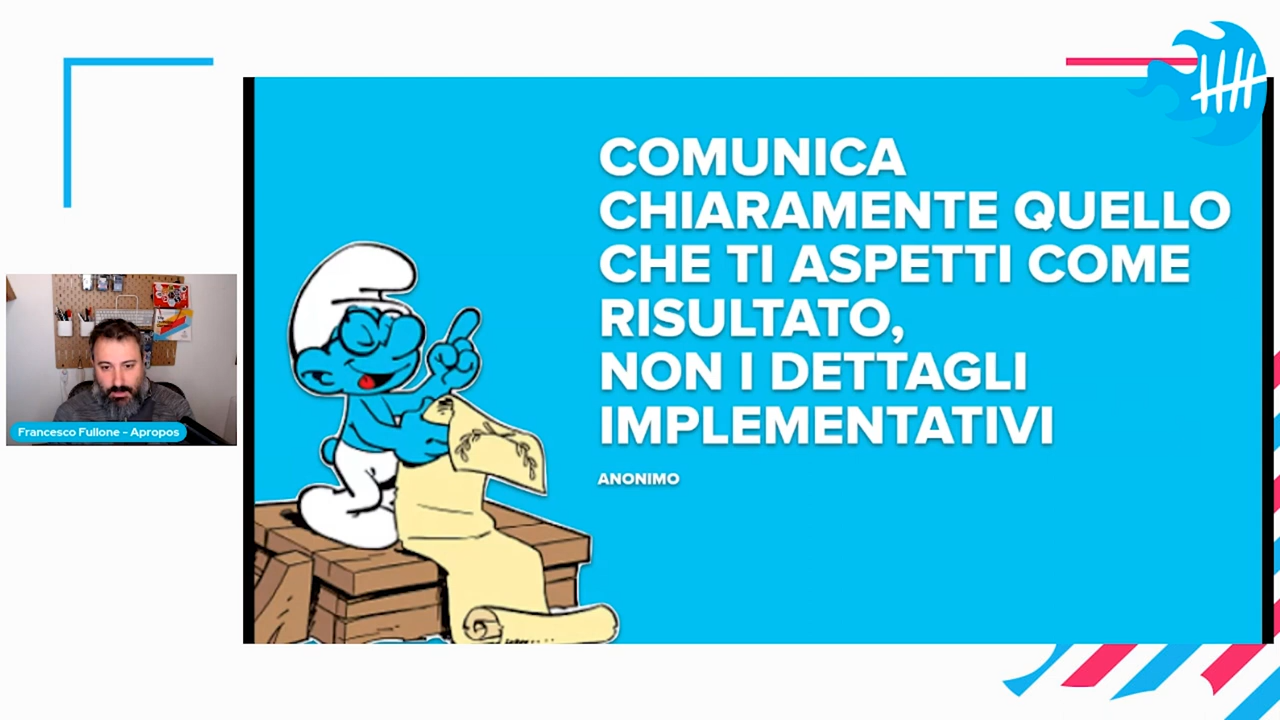 COMUNICA
CHIARAMENTE QUELLO
CHE TI ASPETTI COME
RISULTATO,
NON I DETTAGLI
IMPLEMENTATIVI
ANONIMO
Francesco Fullone - Apropos